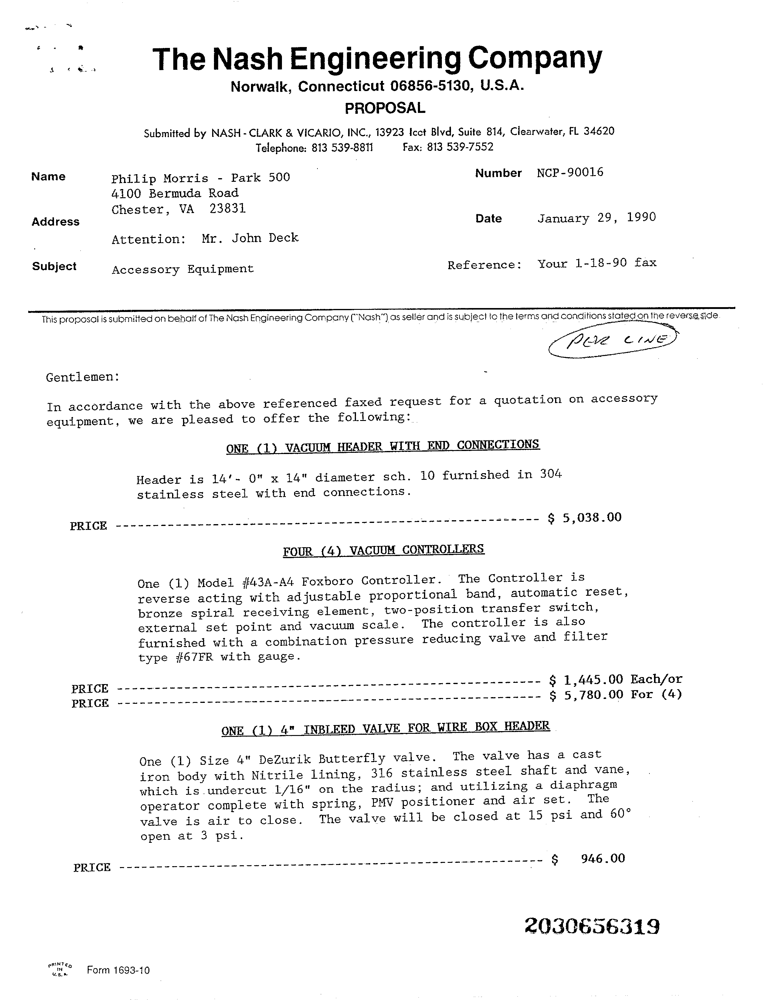 The Nash Engineering Company
Norwalk, Connecticut 06856-5130, U.S.A.
PROPOSAL
Submitted by NASH - CLARK & VICARIO, INC., 13923 Icot Blvd, Suite 814, Clearwater, FL 34620
Telephone: 813 539-8811 Fax: 813 539-7552
Name Philip Morris - Park 500 Number NCP-90016
4100 Bermuda Road
Chester, VA 23831
Address Date January 29, 1990
Attention: Mr. John Deck
Subject Accessory Equipment Reference: Your 1-18-90 fax
This proposal is submitted on behalf of The Nash Engineering Company ("Nash") as seller and is subject to the terms and conditions stated on the reverse side
PER LINE
Gentlemen:
In accordance with the above referenced faxed request for a quotation on accessory
equipment, we are pleased to offer the following:
ONE (1) VACUUM HEADER WITH END CONNECTIONS
Header is 14'- 0" x 14" diameter sch. 10 furnished in 304
stainless steel with end connections.
PRICE ---------------------------------------------------------- $ 5,038.00
FOUR (4) VACUUM CONTROLLERS
One (1) Model #43A-A4 Foxboro Controller. The Controller is
reverse acting with adjustable proportional band, automatic reset,
bronze spiral receiving element, two-position transfer switch,
external set point and vacuum scale. The controller is also
furnished with a combination pressure reducing valve and filter
type #67FR with gauge.
PRICE ---------------------------------------------------------- $ 1,445.00 Each/or
PRICE ---------------------------------------------------------- $ 5,780.00 For (4)
ONE (1) 4" INBLEED VALVE FOR WIRE BOX HEADER
One (1) Size 4" DeZurik Butterfly valve. The valve has a cast
iron body with Nitrile lining, 316 stainless steel shaft and vane,
which is undercut 1/16" on the radius; and utilizing a diaphragm
operator complete with spring, PMV positioner and air set. The
valve is air to close. The valve will be closed at 15 psi and 60°
open at 3 psi.
PRICE ---------------------------------------------------------- $ 946.00
2030656319
PRINTED IN U.S.A. Form 1693-10